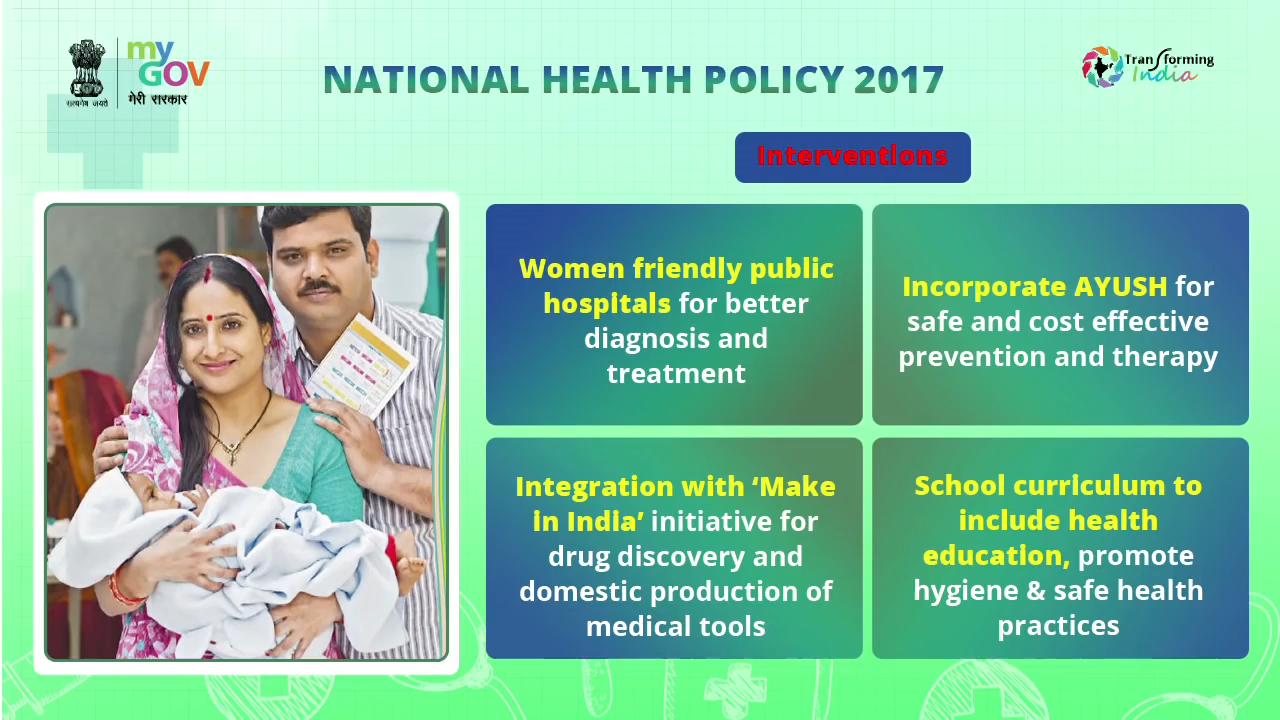 my
GOV
सत्यमेव जयते
मेरी सरकार
NATIONAL HEALTH POLICY 2017
Transforming
India
Interventions
Women friendly public
hospitals for better
diagnosis and
treatment
Incorporate AYUSH for
safe and cost effective
prevention and therapy
Integration with ‘Make
in India’ initiative for
drug discovery and
domestic production of
medical tools
School curriculum to
include health
education, promote
hygiene & safe health
practices